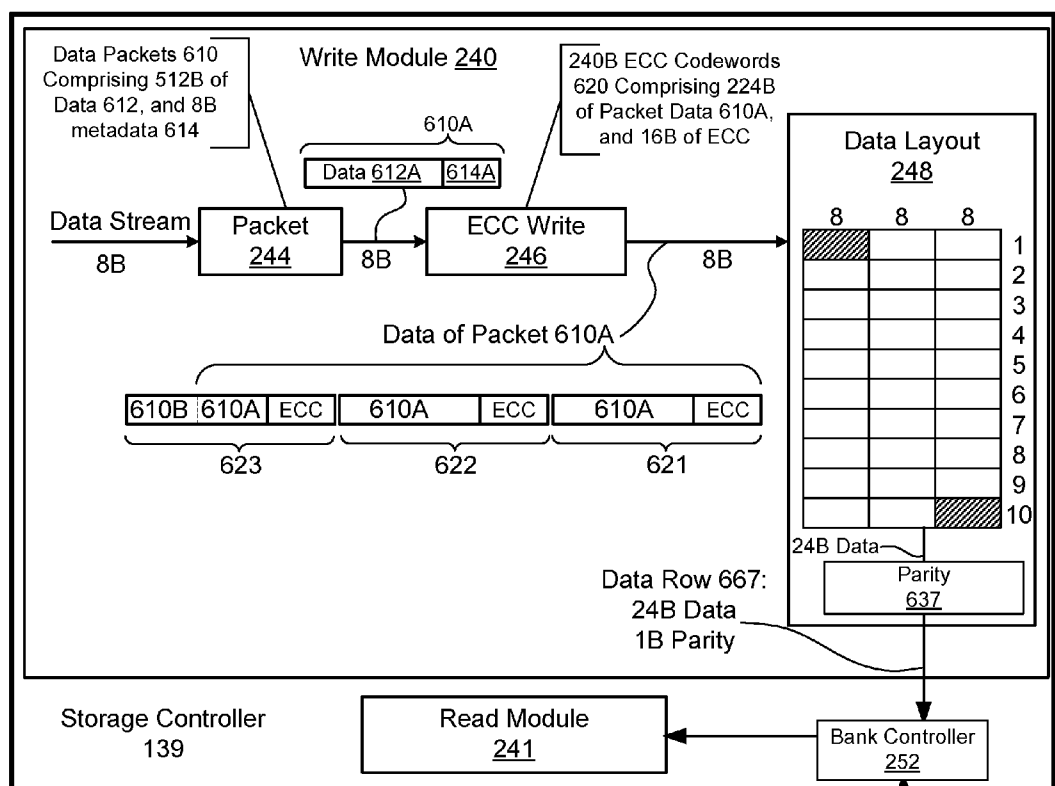 Data Packets 610
Comprising 512B of
Data 612, and 8B
metadata 614
Write Module 240
240B ECC Codewords
620 Comprising 224B
of Packet Data 610A,
and 16B of ECC
610A
Data 612A
614A
Data Stream
8B
Packet
244
8B
ECC Write
246
8B
Data Layout
248
8 8 8
1
2
3
4
5
6
7
8
9
10
Data of Packet 610A
610B 610A ECC 610A ECC 610A ECC
623 622 621
24B Data
Parity
637
Data Row 667:
24B Data
1B Parity
Storage Controller
139
Read Module
241
Bank Controller
252